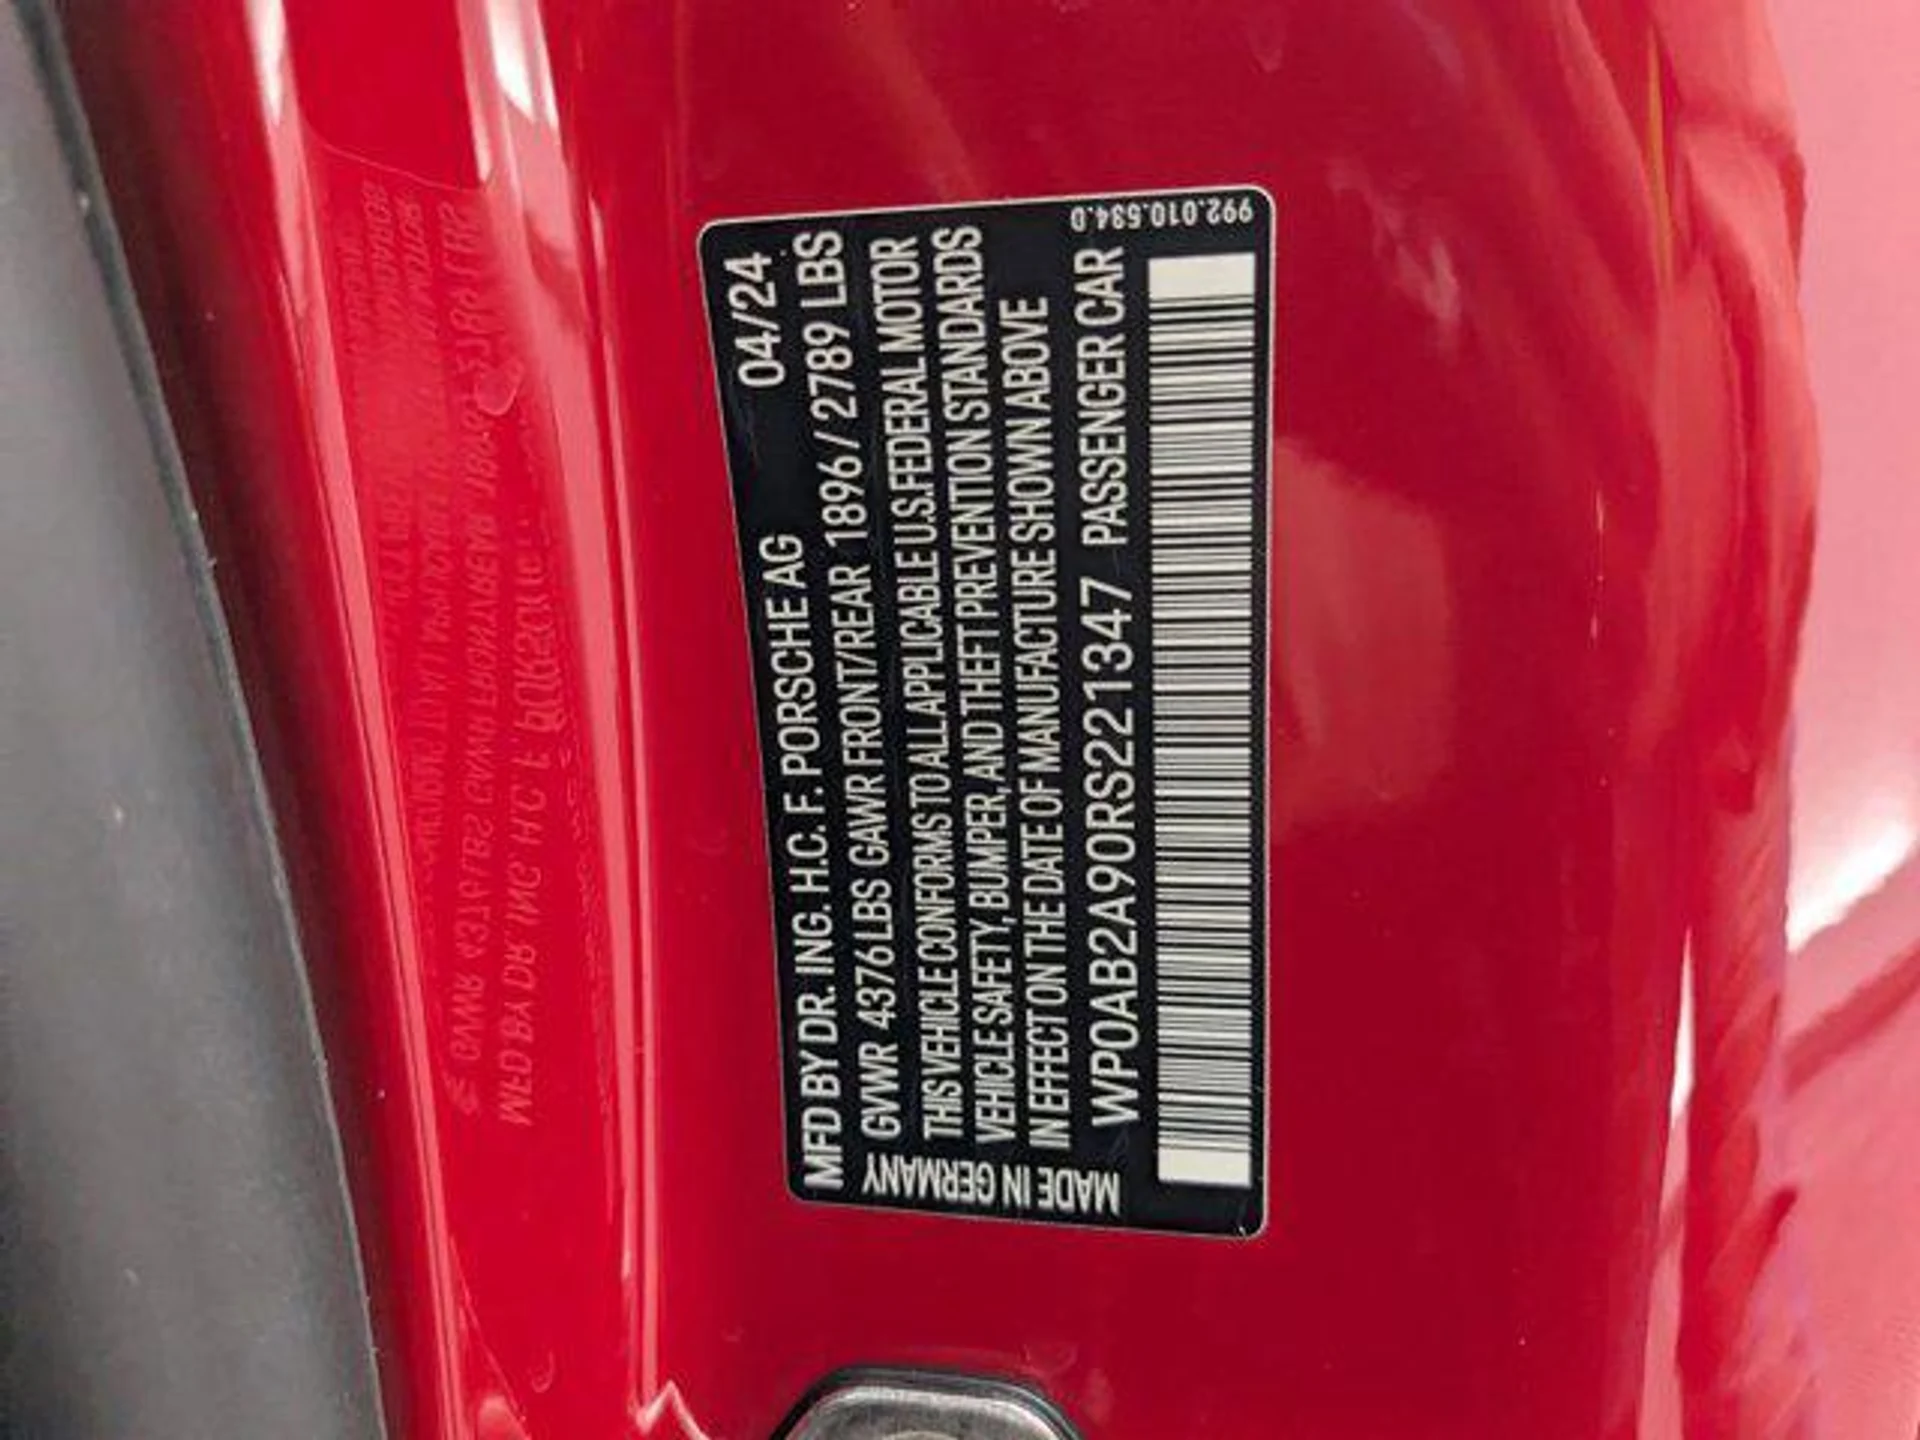 MFD BY DR. ING. H.C. F. PORSCHE AG 04/24
GVWR 4376 LBS GAWR FRONT/REAR 1896 / 2789 LBS
THIS VEHICLE CONFORMS TO ALL APPLICABLE U.S. FEDERAL MOTOR
VEHICLE SAFETY, BUMPER, AND THEFT PREVENTION STANDARDS
IN EFFECT ON THE DATE OF MANUFACTURE SHOWN ABOVE
WP0AB2A90RS221347 PASSENGER CAR
MADE IN GERMANY
992.010.534.D